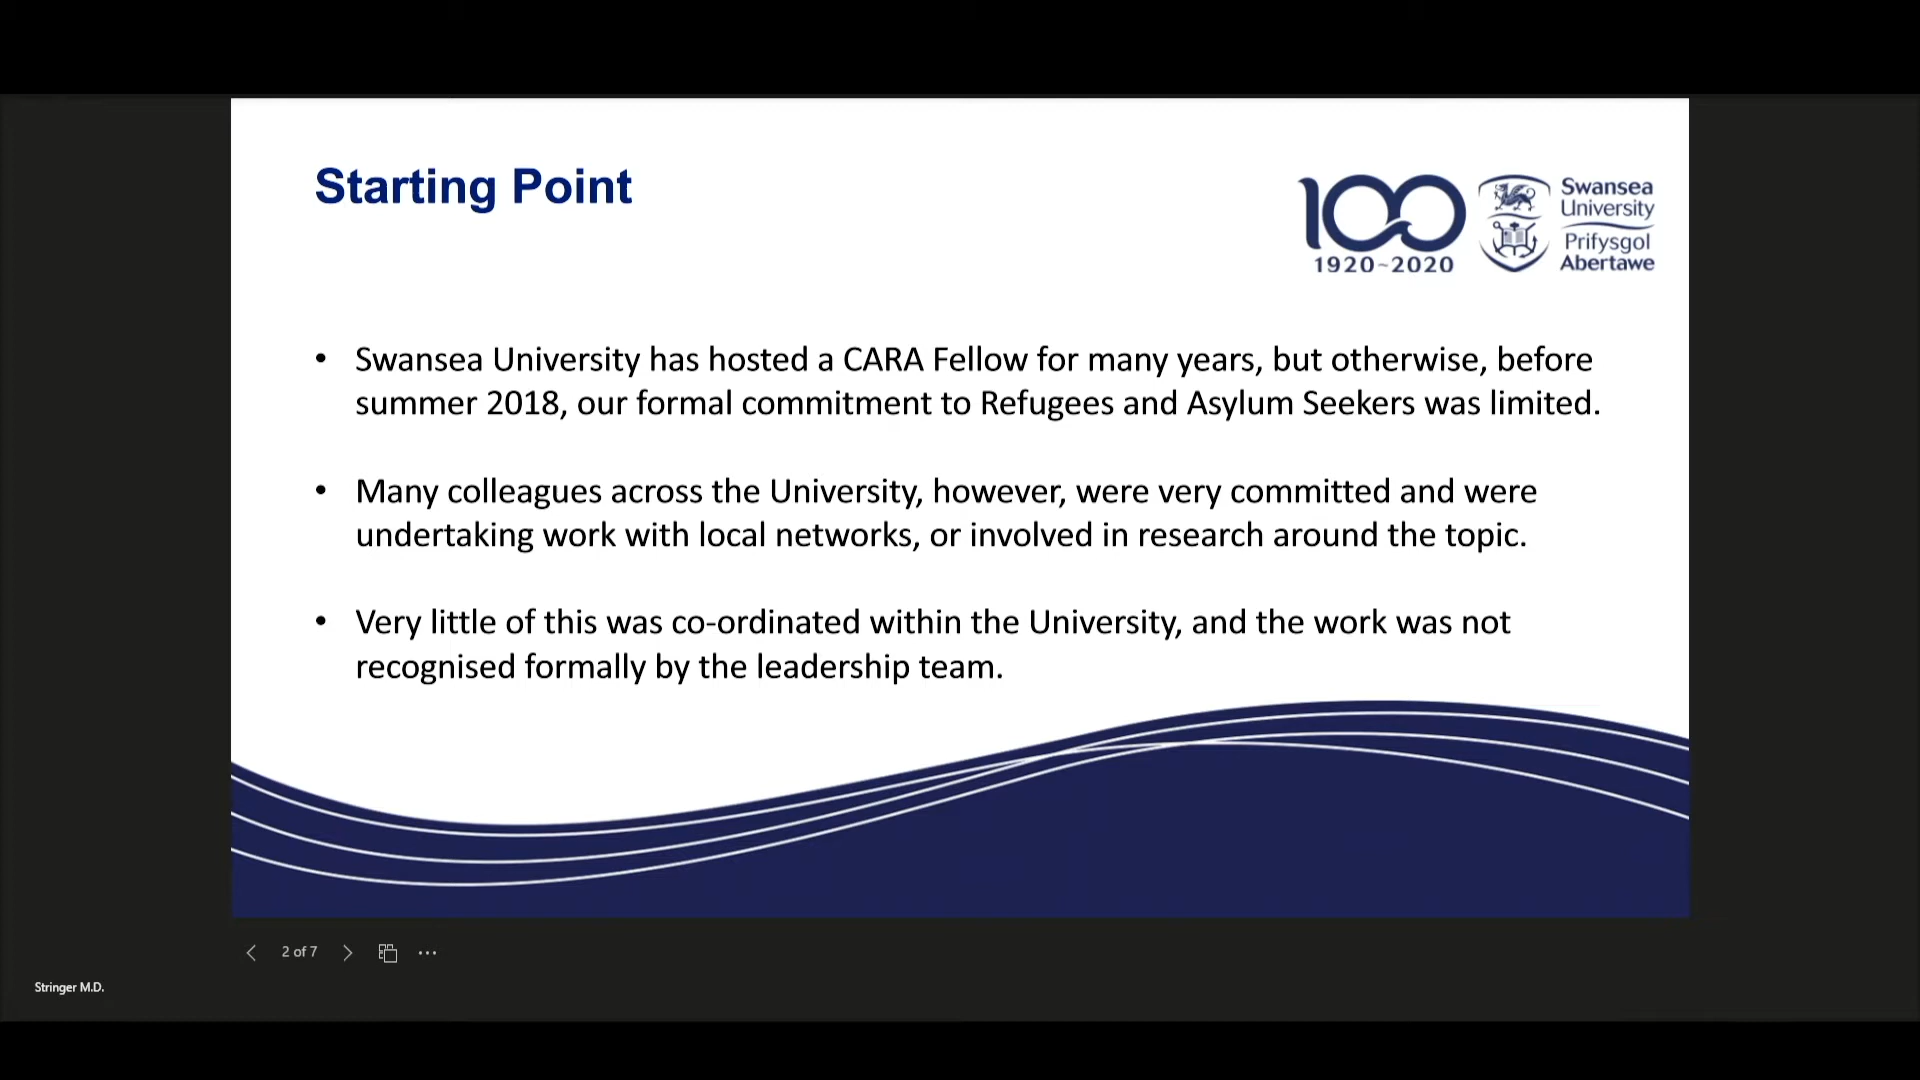 Starting Point
100
1920~2020
Swansea
University
Prifysgol
Abertawe
• Swansea University has hosted a CARA Fellow for many years, but otherwise, before
summer 2018, our formal commitment to Refugees and Asylum Seekers was limited.
• Many colleagues across the University, however, were very committed and were
undertaking work with local networks, or involved in research around the topic.
• Very little of this was co-ordinated within the University, and the work was not
recognised formally by the leadership team.
2 of 7
Stringer M.D.